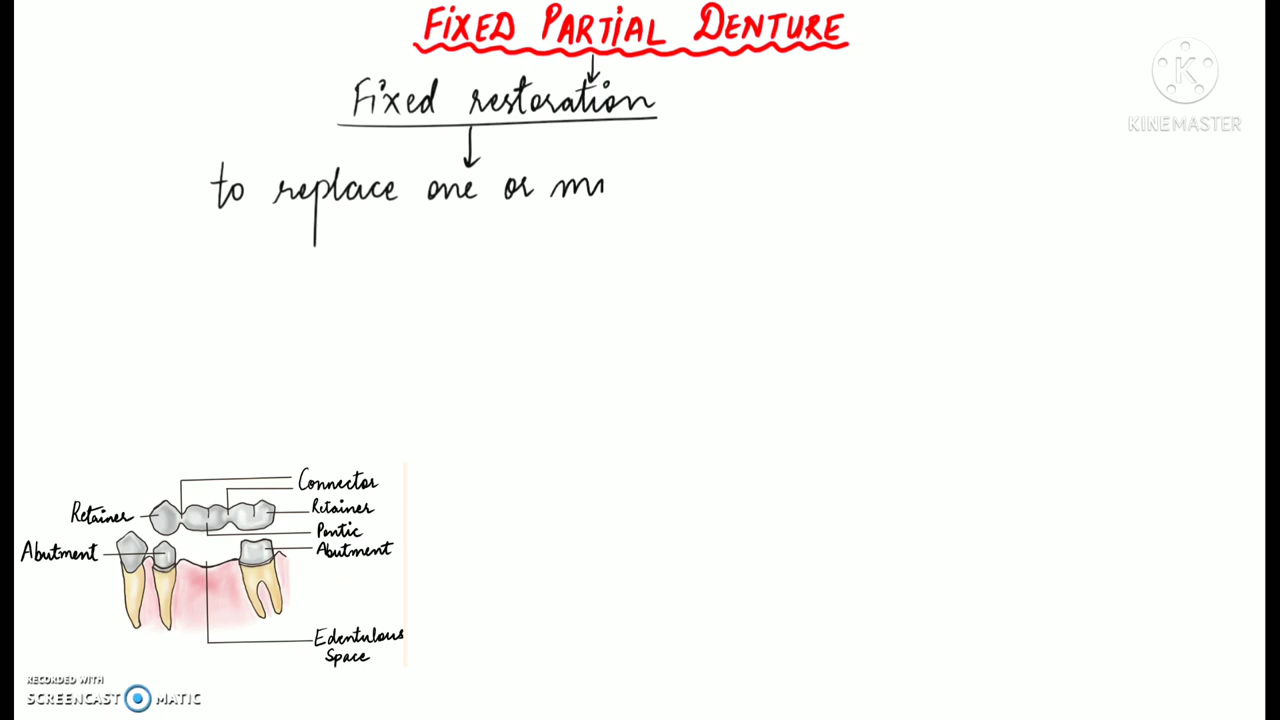 FIXED PARTIAL DENTURE
Fixed restoration
to replace one or
KINEMASTER
Connector
Retainer
Retainer
Pontic
Abutment
Abutment
Edentulous
Space
RECORDED WITH
SCREENCAST MATIC